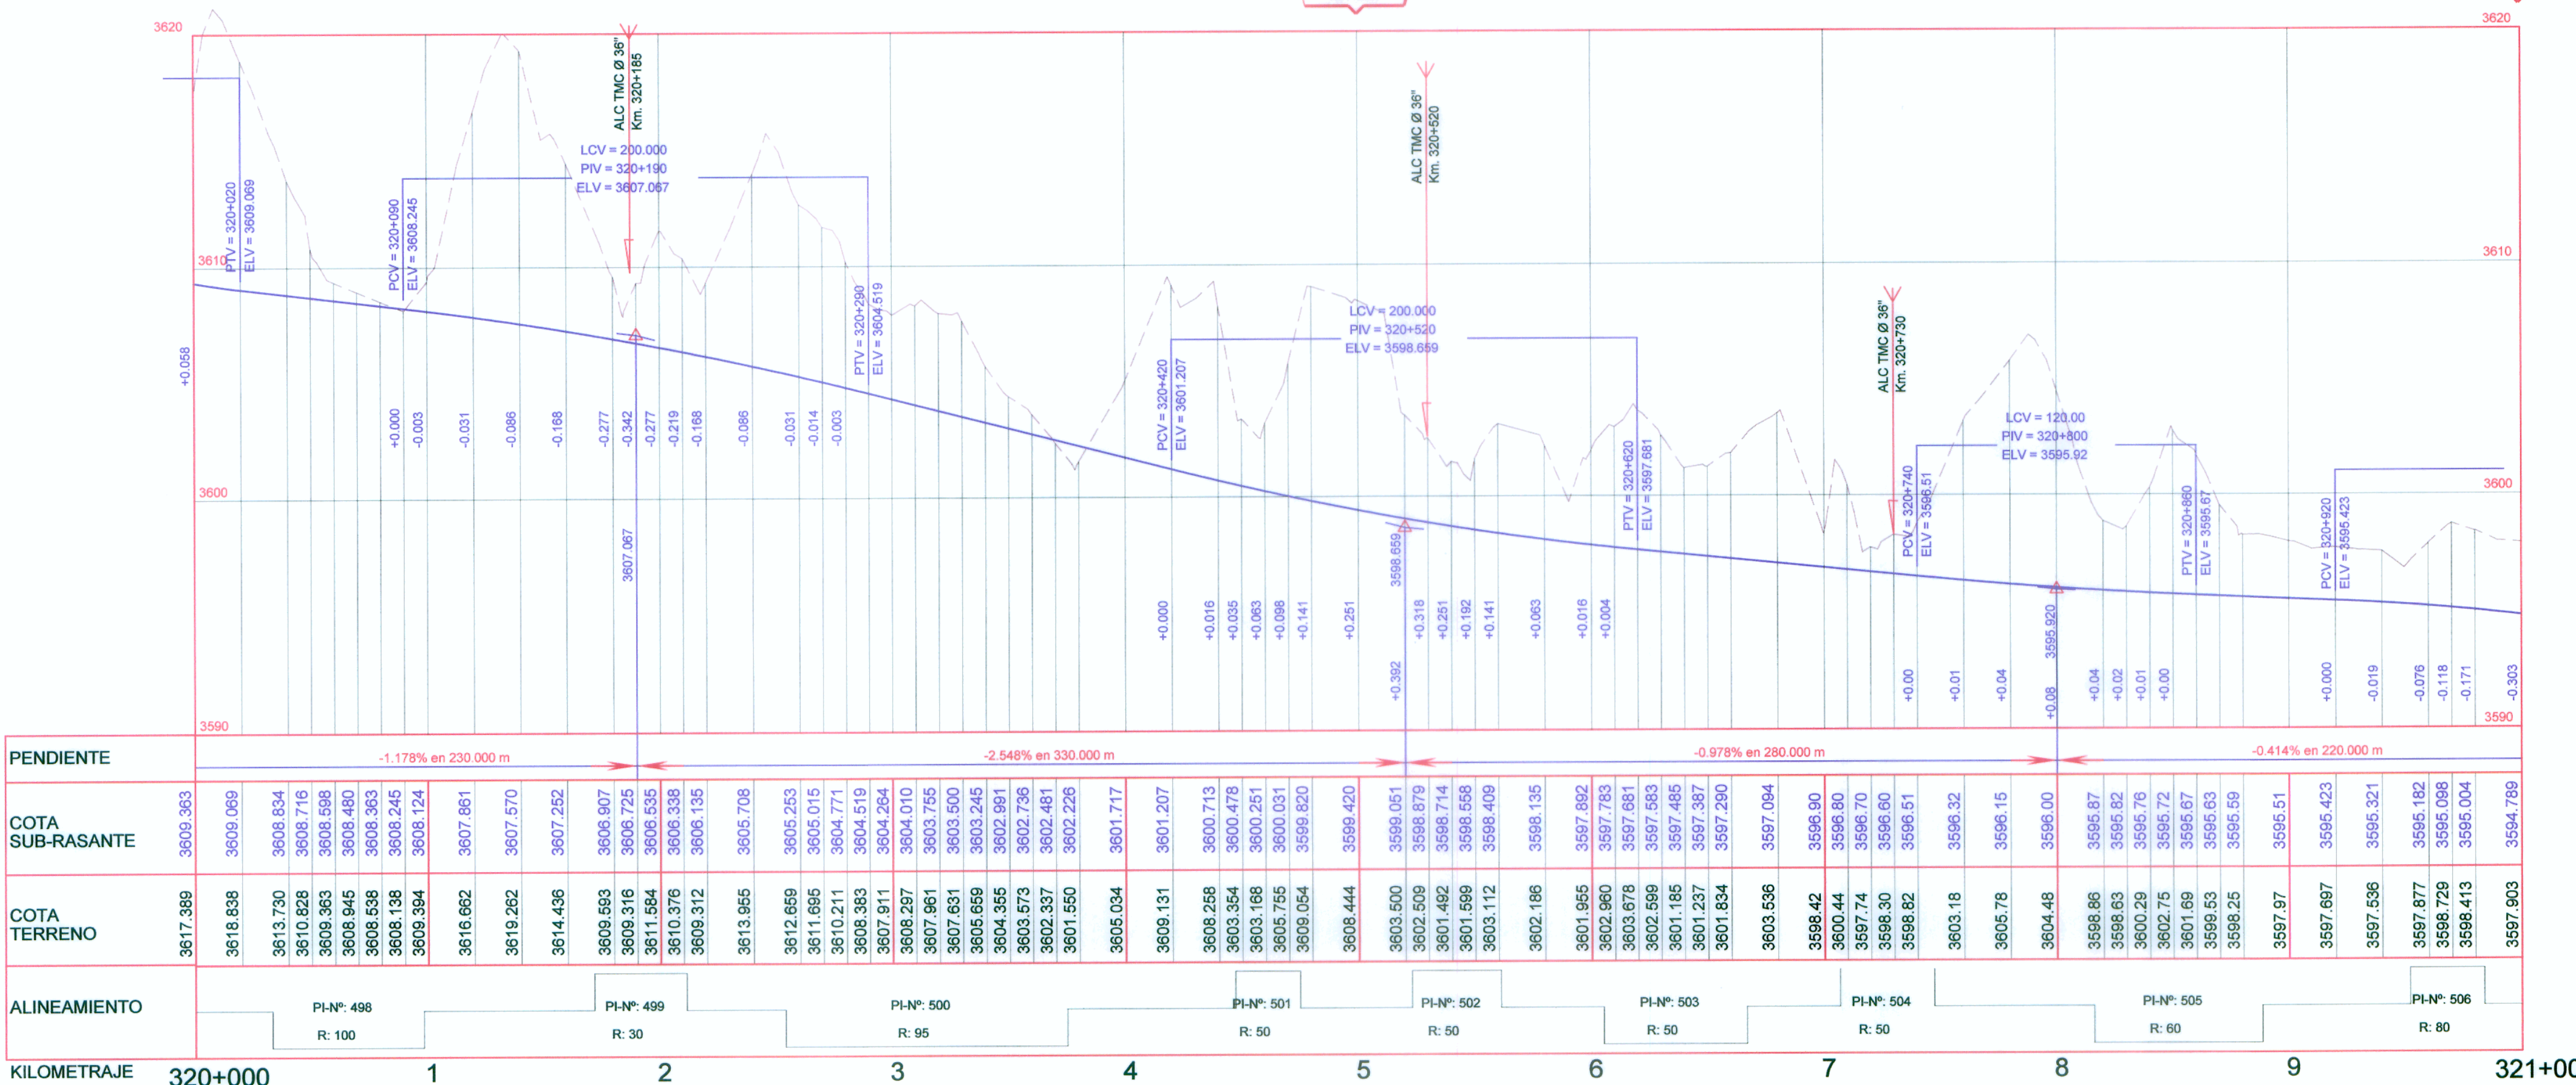 3620
3620
ALC TMC Ø 36"
Km. 320+185
ALC TMC Ø 36"
Km. 320+520
ALC TMC Ø 36"
Km. 320+730
LCV = 200.000
PIV = 320+190
ELV = 3607.067
PTV = 320+020
ELV = 3609.069
PCV = 320+090
ELV = 3608.245
PTV = 320+290
ELV = 3604.519
3610
3610
LCV = 200.000
PIV = 320+520
ELV = 3598.659
PCV = 320+420
ELV = 3601.207
PTV = 320+620
ELV = 3597.681
LCV = 120.00
PIV = 320+800
ELV = 3595.92
PCV = 320+740
ELV = 3596.51
PTV = 320+860
ELV = 3595.67
PCV = 320+920
ELV = 3595.423
3600
3600
+0.058
+0.000 -0.003 -0.031 -0.086 -0.168 -0.277 -0.342 -0.277 -0.219 -0.168 -0.086 -0.031 -0.014 -0.003
3607.067
3598.659
3595.920
+0.000 +0.016 +0.035 +0.063 +0.098 +0.141 +0.251 +0.318 +0.251 +0.192 +0.141 +0.063 +0.016 +0.004
+0.392
+0.00 +0.01 +0.04 +0.08 +0.04 +0.02 +0.01 +0.00 +0.000 -0.019 -0.076 -0.118 -0.171 -0.303
3590
3590
PENDIENTE -1.178% en 230.000 m -2.548% en 330.000 m -0.978% en 280.000 m -0.414% en 220.000 m
COTA
SUB-RASANTE
3609.363 3609.069 3608.834 3608.716 3608.598 3608.480 3608.363 3608.245 3608.124 3607.861 3607.570 3607.252 3606.907 3606.725 3606.535 3606.338 3606.135 3605.708 3605.253 3605.015 3604.771 3604.519 3604.264 3604.010 3603.755 3603.500 3603.245 3602.991 3602.736 3602.481 3602.226 3601.717 3601.207 3600.713 3600.478 3600.251 3600.031 3599.820 3599.420 3599.051 3598.879 3598.714 3598.558 3598.409 3598.135 3597.892 3597.783 3597.681 3597.583 3597.485 3597.387 3597.290 3597.094 3596.90 3596.80 3596.70 3596.60 3596.51 3596.32 3596.15 3596.00 3595.87 3595.82 3595.76 3595.72 3595.67 3595.63 3595.59 3595.51 3595.423 3595.321 3595.182 3595.098 3595.004 3594.789
COTA
TERRENO
3617.389 3618.838 3613.730 3610.828 3609.363 3608.945 3608.538 3608.138 3609.394 3616.662 3619.262 3614.436 3609.593 3609.316 3611.584 3610.376 3609.312 3613.955 3612.659 3611.695 3610.211 3608.383 3607.911 3608.297 3607.961 3607.631 3605.659 3604.355 3603.573 3602.337 3601.550 3605.034 3609.131 3608.258 3603.354 3603.168 3605.755 3609.054 3608.444 3603.500 3602.509 3601.492 3601.599 3603.112 3602.186 3601.955 3602.960 3603.678 3602.599 3601.185 3601.237 3601.834 3603.536 3598.42 3600.44 3597.74 3598.30 3598.82 3603.18 3605.78 3604.48 3598.86 3598.63 3600.29 3602.75 3601.69 3599.53 3598.25 3597.97 3597.697 3597.536 3597.877 3598.729 3598.413 3597.903
ALINEAMIENTO
PI-Nº: 498 PI-Nº: 499 PI-Nº: 500 PI-Nº: 501 PI-Nº: 502 PI-Nº: 503 PI-Nº: 504 PI-Nº: 505 PI-Nº: 506
R: 100 R: 30 R: 95 R: 50 R: 50 R: 50 R: 50 R: 60 R: 80
KILOMETRAJE 320+000 1 2 3 4 5 6 7 8 9 321+00